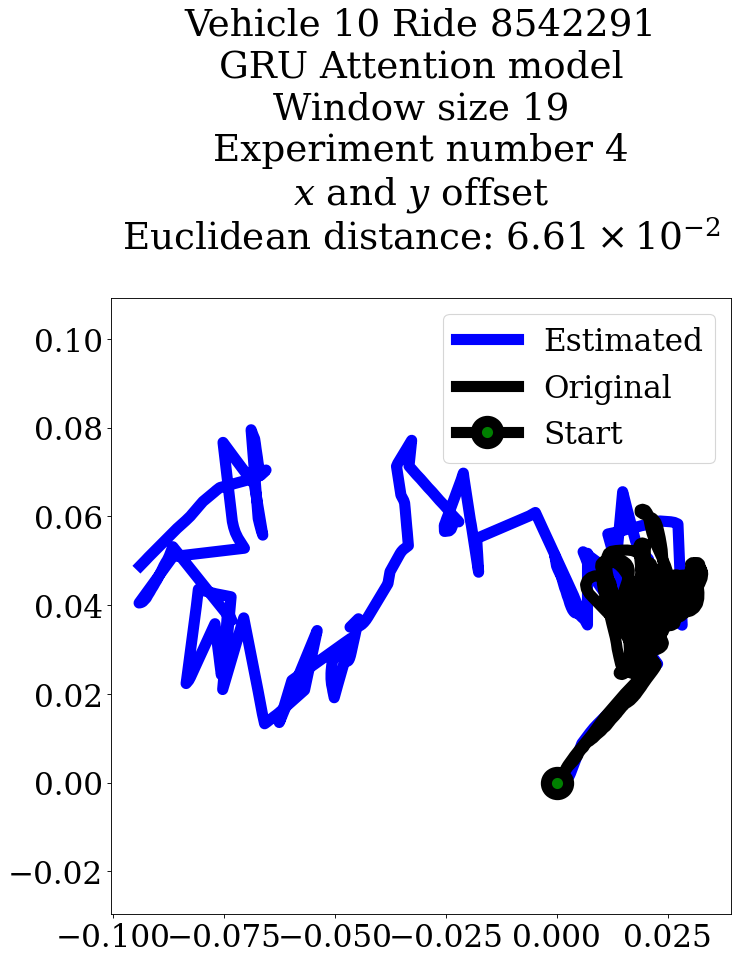 Vehicle 10 Ride 8542291
GRU Attention model
Window size 19
Experiment number 4
x and y offset
Euclidean distance: 6.61 × 10⁻²
Estimated
Original
Start
0.10
0.08
0.06
0.04
0.02
0.00
−0.02
−0.100 −0.075 −0.050 −0.025 0.000 0.025